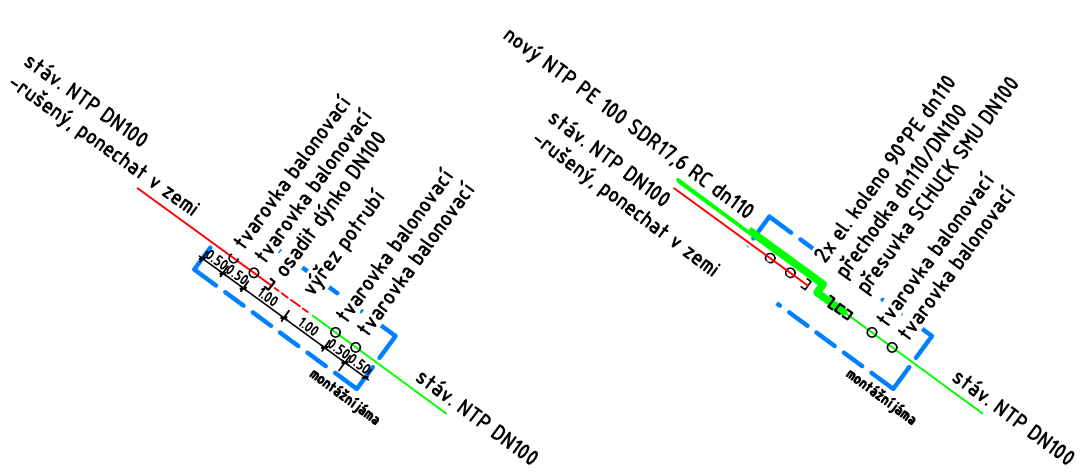 stáv. NTP DN100
-rušený, ponechat v zemi
tvarovka balonovací
tvarovka balonovací
osadit dýnko DN100
výřez potrubí
tvarovka balonovací
tvarovka balonovací
0.50
0.50
1.00
1.00
0.50
0.50
montážní jáma
stáv. NTP DN100
nový NTP PE 100 SDR17,6 RC dn110
stáv. NTP DN100
-rušený, ponechat v zemi
2x el. koleno 90°PE dn110
přechodka dn110/DN100
přesuvka SCHUCK SMU DN100
tvarovka balonovací
tvarovka balonovací
montážní jáma
stáv. NTP DN100